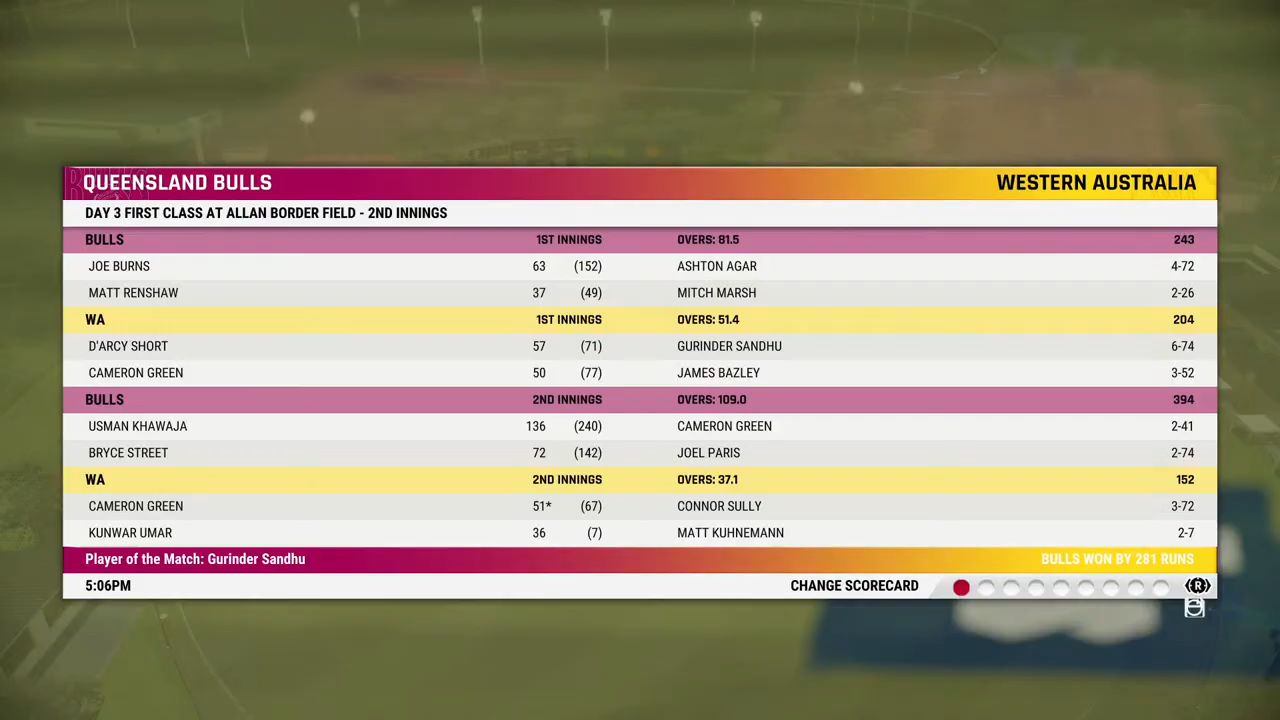 QUEENSLAND BULLS WESTERN AUSTRALIA
DAY 3 FIRST CLASS AT ALLAN BORDER FIELD - 2ND INNINGS
BULLS 1ST INNINGS OVERS: 81.5 243
JOE BURNS 63 (152) ASHTON AGAR 4-72
MATT RENSHAW 37 (49) MITCH MARSH 2-26
WA 1ST INNINGS OVERS: 51.4 204
D'ARCY SHORT 57 (71) GURINDER SANDHU 6-74
CAMERON GREEN 50 (77) JAMES BAZLEY 3-52
BULLS 2ND INNINGS OVERS: 109.0 394
USMAN KHAWAJA 136 (240) CAMERON GREEN 2-41
BRYCE STREET 72 (142) JOEL PARIS 2-74
WA 2ND INNINGS OVERS: 37.1 152
CAMERON GREEN 51* (67) CONNOR SULLY 3-72
KUNWAR UMAR 36 (7) MATT KUHNEMANN 2-7
Player of the Match: Gurinder Sandhu BULLS WON BY 281 RUNS
5:06PM CHANGE SCORECARD R